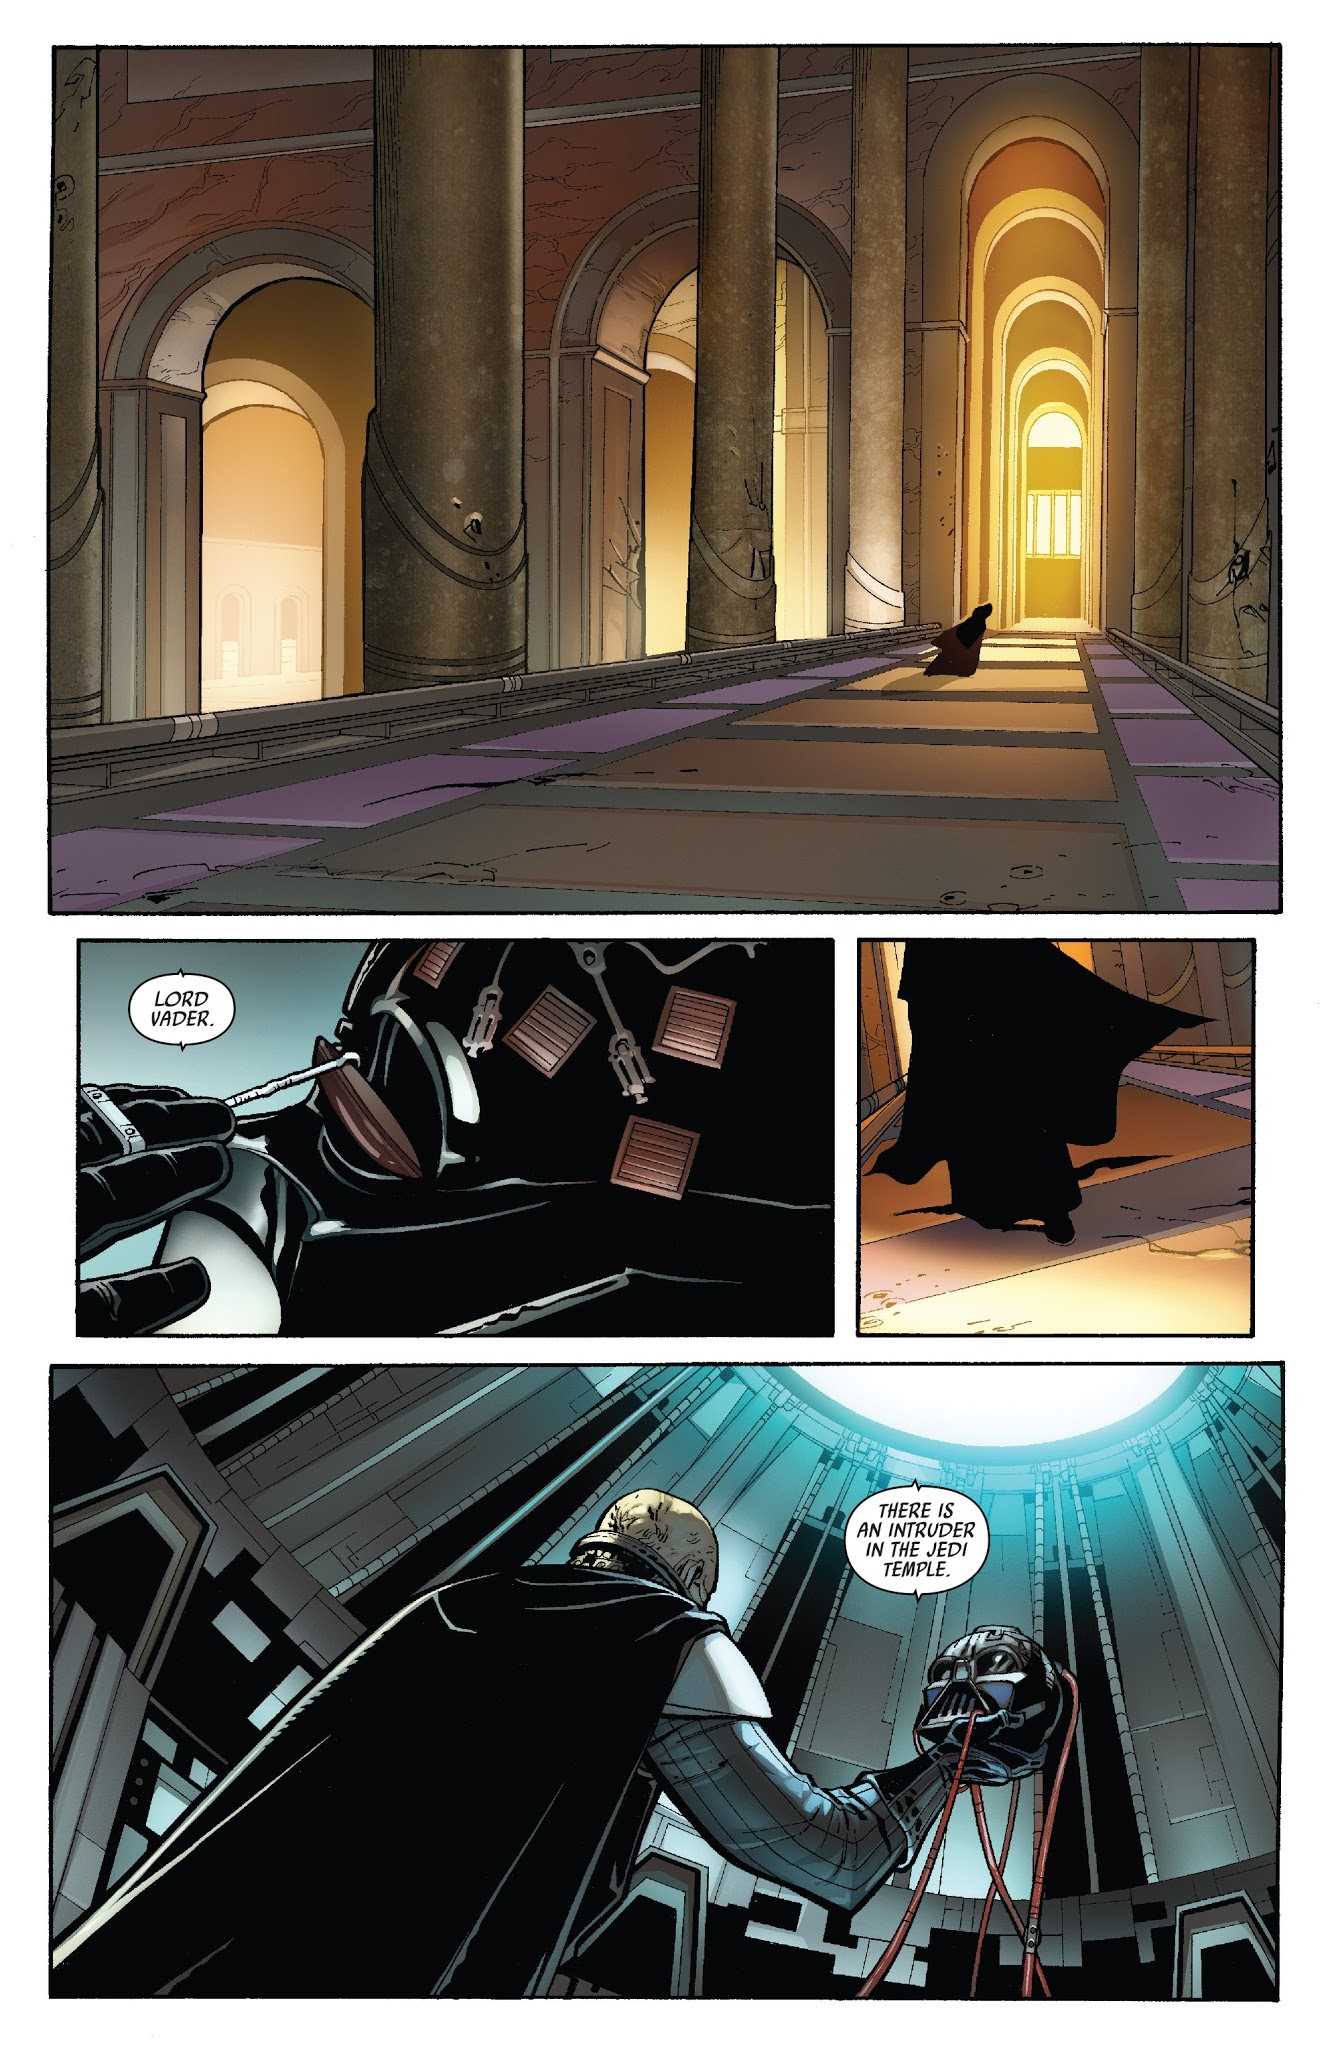 LORD
VADER.
THERE IS
AN INTRUDER
IN THE JEDI
TEMPLE.